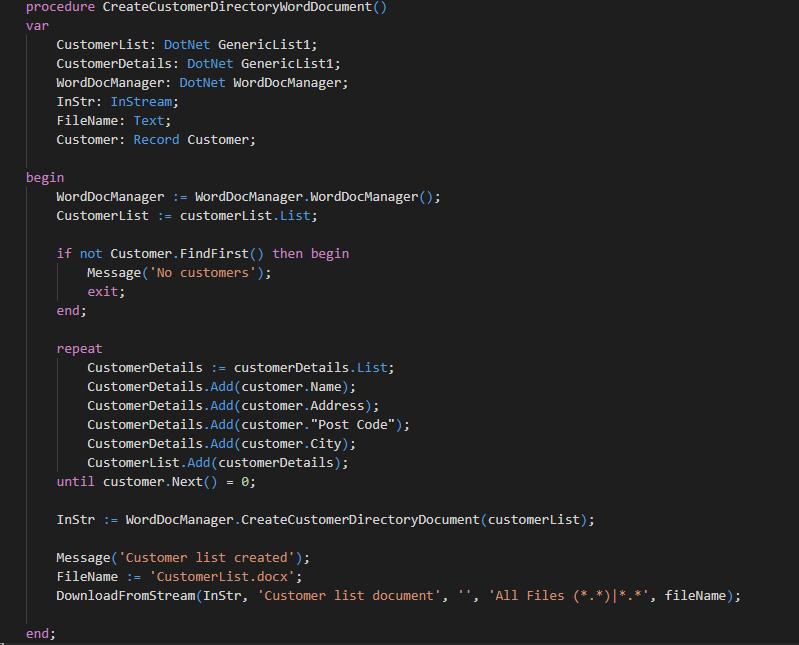 procedure CreateCustomerDirectoryWordDocument()
var
CustomerList: DotNet GenericList1;
CustomerDetails: DotNet GenericList1;
WordDocManager: DotNet WordDocManager;
InStr: InStream;
FileName: Text;
Customer: Record Customer;
begin
WordDocManager := WordDocManager.WordDocManager();
CustomerList := customerList.List;
if not Customer.FindFirst() then begin
Message('No customers');
exit;
end;
repeat
CustomerDetails := customerDetails.List;
CustomerDetails.Add(customer.Name);
CustomerDetails.Add(customer.Address);
CustomerDetails.Add(customer."Post Code");
CustomerDetails.Add(customer.City);
CustomerList.Add(customerDetails);
until customer.Next() = 0;
InStr := WordDocManager.CreateCustomerDirectoryDocument(customerList);
Message('Customer list created');
FileName := 'CustomerList.docx';
DownloadFromStream(InStr, 'Customer list document', '', 'All Files (*.*)|*.*', fileName);
end;